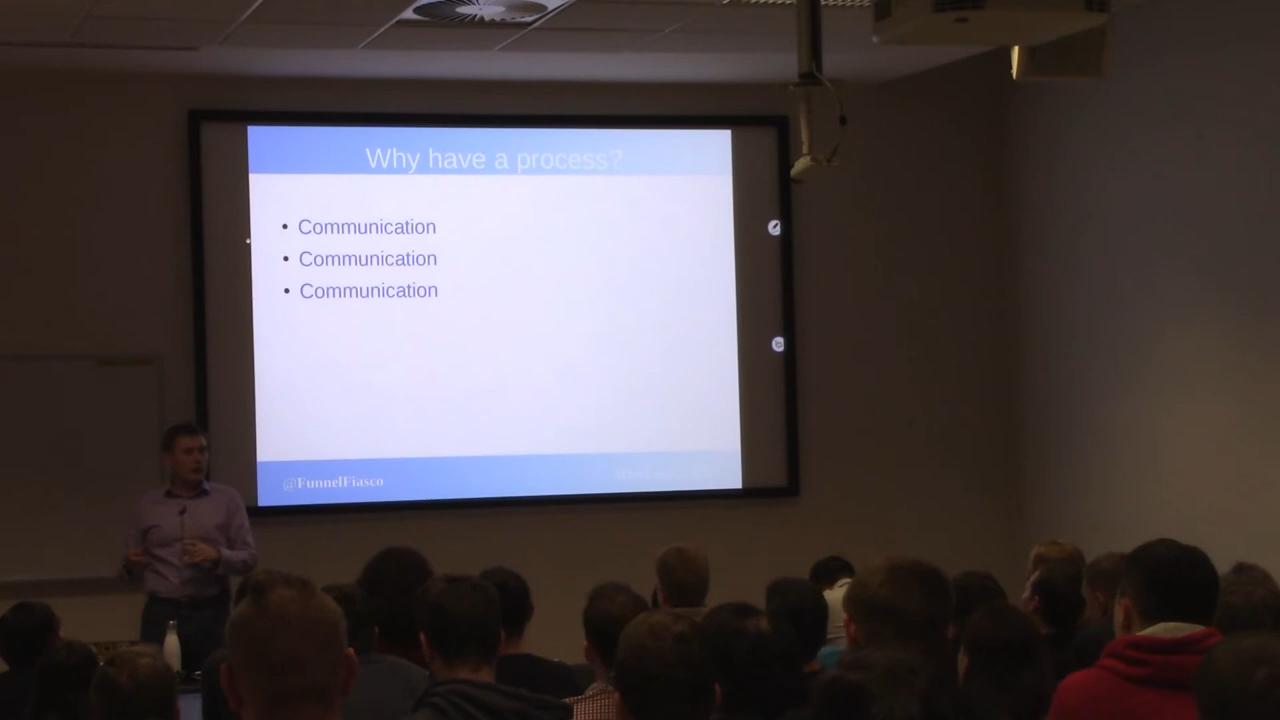 Why have a process?
• Communication
• Communication
• Communication
@FunnelFiasco